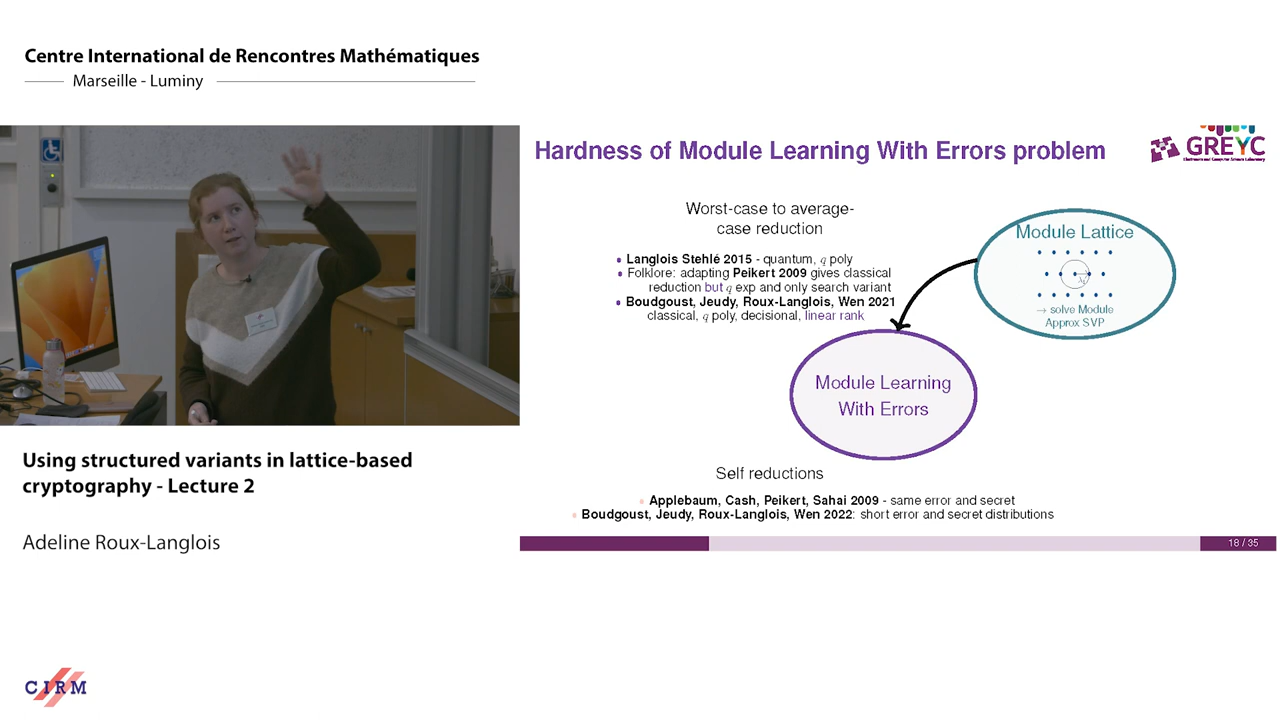 Centre International de Rencontres Mathématiques
Marseille - Luminy
Hardness of Module Learning With Errors problem
GREYC
Worst-case to average-
case reduction
• Langlois Stehlé 2015 - quantum, q poly
• Folklore: adapting Peikert 2009 gives classical
reduction but q exp and only search variant
• Boudgoust, Jeudy, Roux-Langlois, Wen 2021
classical, q poly, decisional, linear rank
Module Lattice
→ solve Module
Approx SVP
Module Learning
With Errors
Self reductions
Applebaum, Cash, Peikert, Sahai 2009 - same error and secret
Boudgoust, Jeudy, Roux-Langlois, Wen 2022: short error and secret distributions
18 / 35
Using structured variants in lattice-based
cryptography - Lecture 2
Adeline Roux-Langlois
CIRM